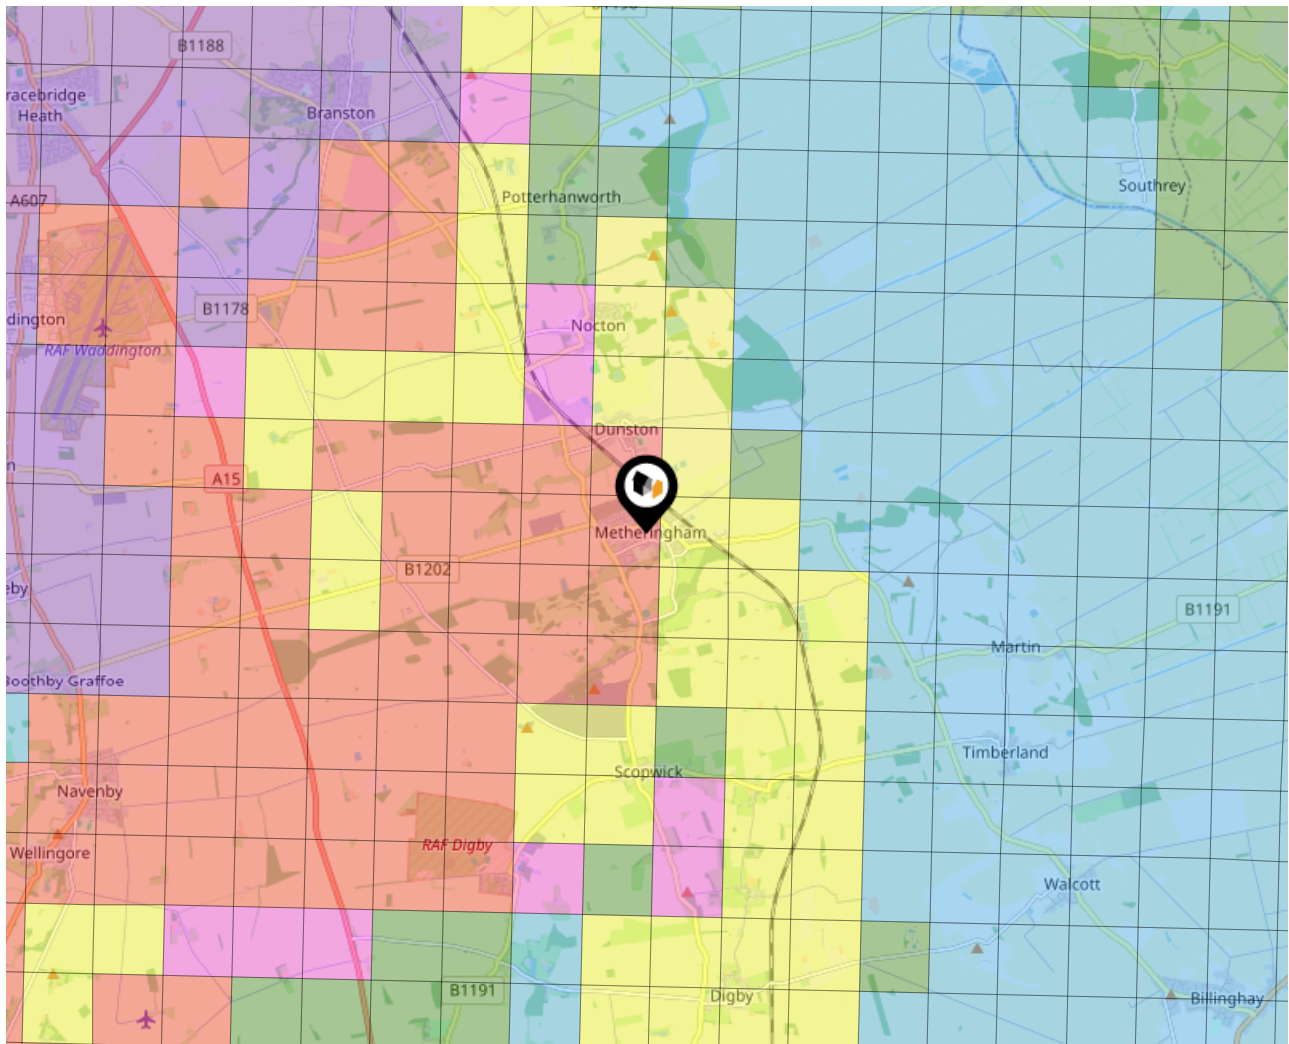 B1188
racebridge
Heath
Branston
A607
Potterhanworth
Southrey
B1178
dington
RAF Waddington
Nocton
Dunston
n
A15
Metheringham
B1202
eby
B1191
Martin
Boothby Graffoe
Timberland
Scopwick
Navenby
RAF Digby
Wellingore
Walcott
B1191
Digby
Billinghay